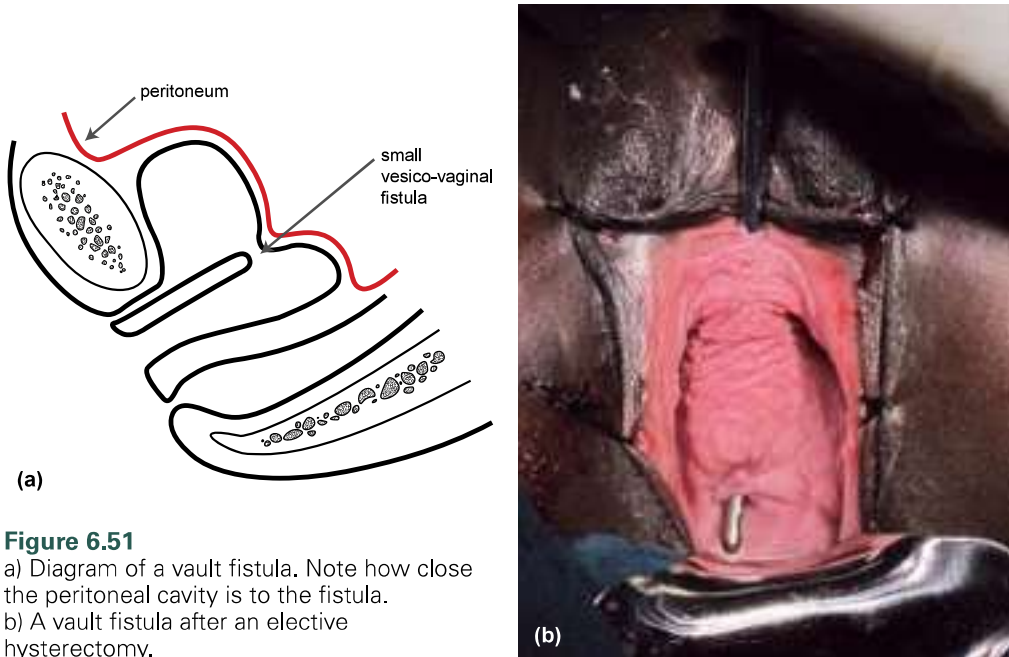 peritoneum
small
vesico-vaginal
fistula
(a)
Figure 6.51
a) Diagram of a vault fistula. Note how close
the peritoneal cavity is to the fistula.
b) A vault fistula after an elective
hysterectomy.
(b)